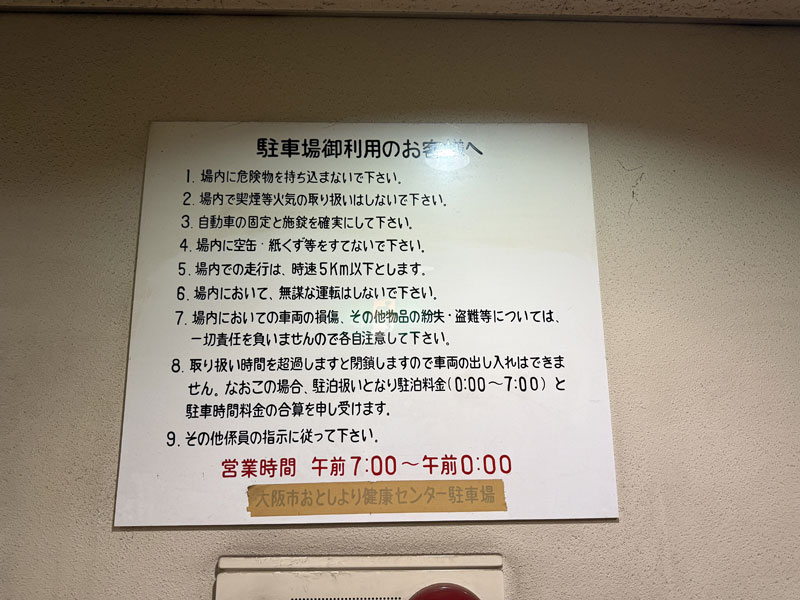 駐車場御利用のお客様へ
1. 場内に危険物を持ち込まないで下さい。
2. 場内で喫煙等火気の取り扱いはしないで下さい。
3. 自動車の固定と施錠を確実にして下さい。
4. 場内に空缶・紙くず等をすてないで下さい。
5. 場内での走行は、時速5Km以下とします。
6. 場内において、無謀な運転はしないで下さい。
7. 場内においての車両の損傷、その他物品の紛失・盗難等については、
一切責任を負いませんので各自注意して下さい。
8. 取り扱い時間を超過しますと閉鎖しますので車両の出し入れはできま
せん。なおこの場合、駐泊扱いとなり駐泊料金(0:00〜7:00)と
駐車時間料金の合算を申し受けます。
9. その他係員の指示に従って下さい。
営業時間 午前7:00〜午前0:00
大阪市おとしより健康センター駐車場